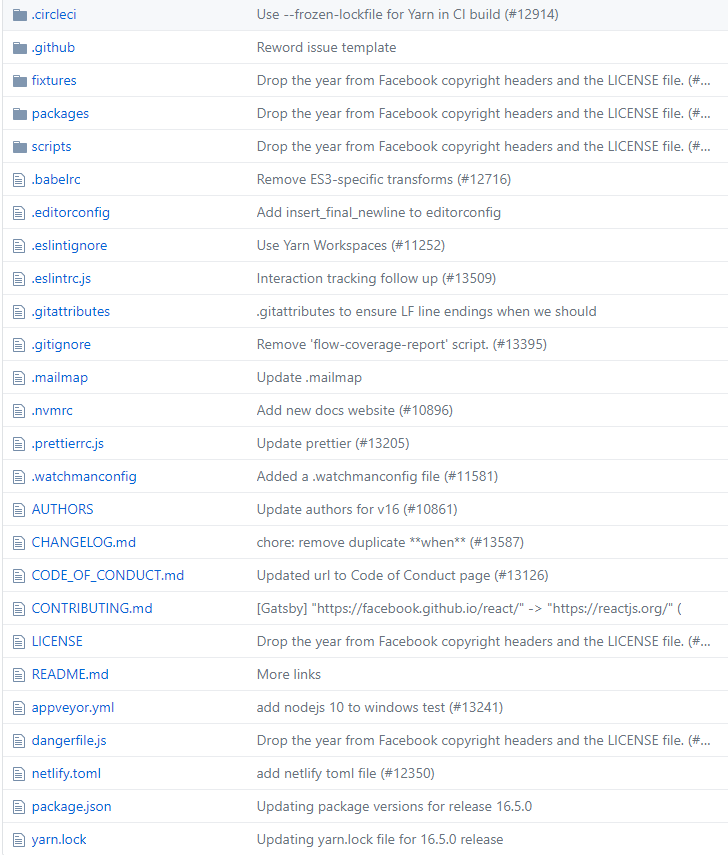 .circleci Use --frozen-lockfile for Yarn in CI build (#12914)
.github Reword issue template
fixtures Drop the year from Facebook copyright headers and the LICENSE file. (#...
packages Drop the year from Facebook copyright headers and the LICENSE file. (#...
scripts Drop the year from Facebook copyright headers and the LICENSE file. (#...
.babelrc Remove ES3-specific transforms (#12716)
.editorconfig Add insert_final_newline to editorconfig
.eslintignore Use Yarn Workspaces (#11252)
.eslintrc.js Interaction tracking follow up (#13509)
.gitattributes .gitattributes to ensure LF line endings when we should
.gitignore Remove 'flow-coverage-report' script. (#13395)
.mailmap Update .mailmap
.nvmrc Add new docs website (#10896)
.prettierrc.js Update prettier (#13205)
.watchmanconfig Added a .watchmanconfig file (#11581)
AUTHORS Update authors for v16 (#10861)
CHANGELOG.md chore: remove duplicate **when** (#13587)
CODE_OF_CONDUCT.md Updated url to Code of Conduct page (#13126)
CONTRIBUTING.md [Gatsby] "https://facebook.github.io/react/" -> "https://reactjs.org/" (
LICENSE Drop the year from Facebook copyright headers and the LICENSE file. (#...
README.md More links
appveyor.yml add nodejs 10 to windows test (#13241)
dangerfile.js Drop the year from Facebook copyright headers and the LICENSE file. (#...
netlify.toml add netlify toml file (#12350)
package.json Updating package versions for release 16.5.0
yarn.lock Updating yarn.lock file for 16.5.0 release